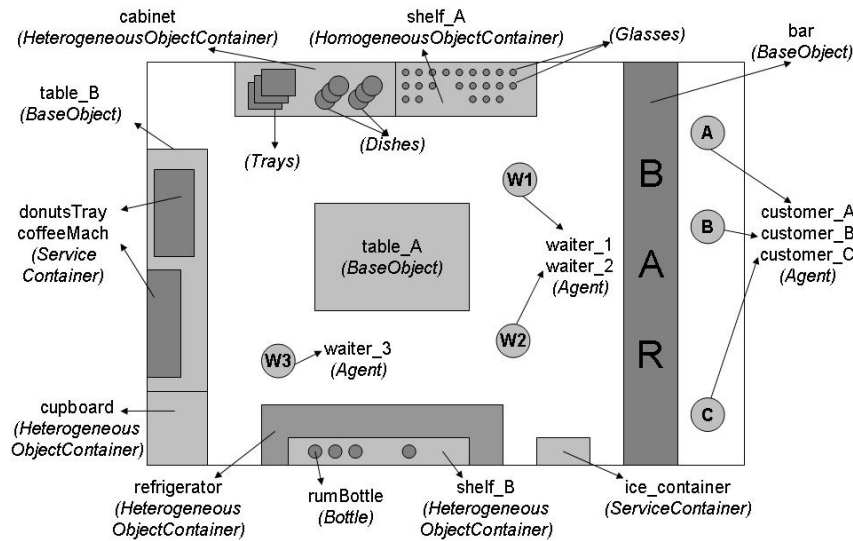 cabinet
(HeterogeneousObjectContainer)
shelf_A
(HomogeneousObjectContainer)
(Glasses)
bar
(BaseObject)
table_B
(BaseObject)
(Trays)
(Dishes)
A
W1
B
donutsTray
coffeeMach
(Service
Container)
table_A
(BaseObject)
waiter_1
waiter_2
(Agent)
B
A
R
customer_A
customer_B
customer_C
(Agent)
W2
W3
waiter_3
(Agent)
C
cupboard
(Heterogeneous
ObjectContainer)
refrigerator
(Heterogeneous
ObjectContainer)
rumBottle
(Bottle)
shelf_B
(Heterogeneous
ObjectContainer)
ice_container
(ServiceContainer)